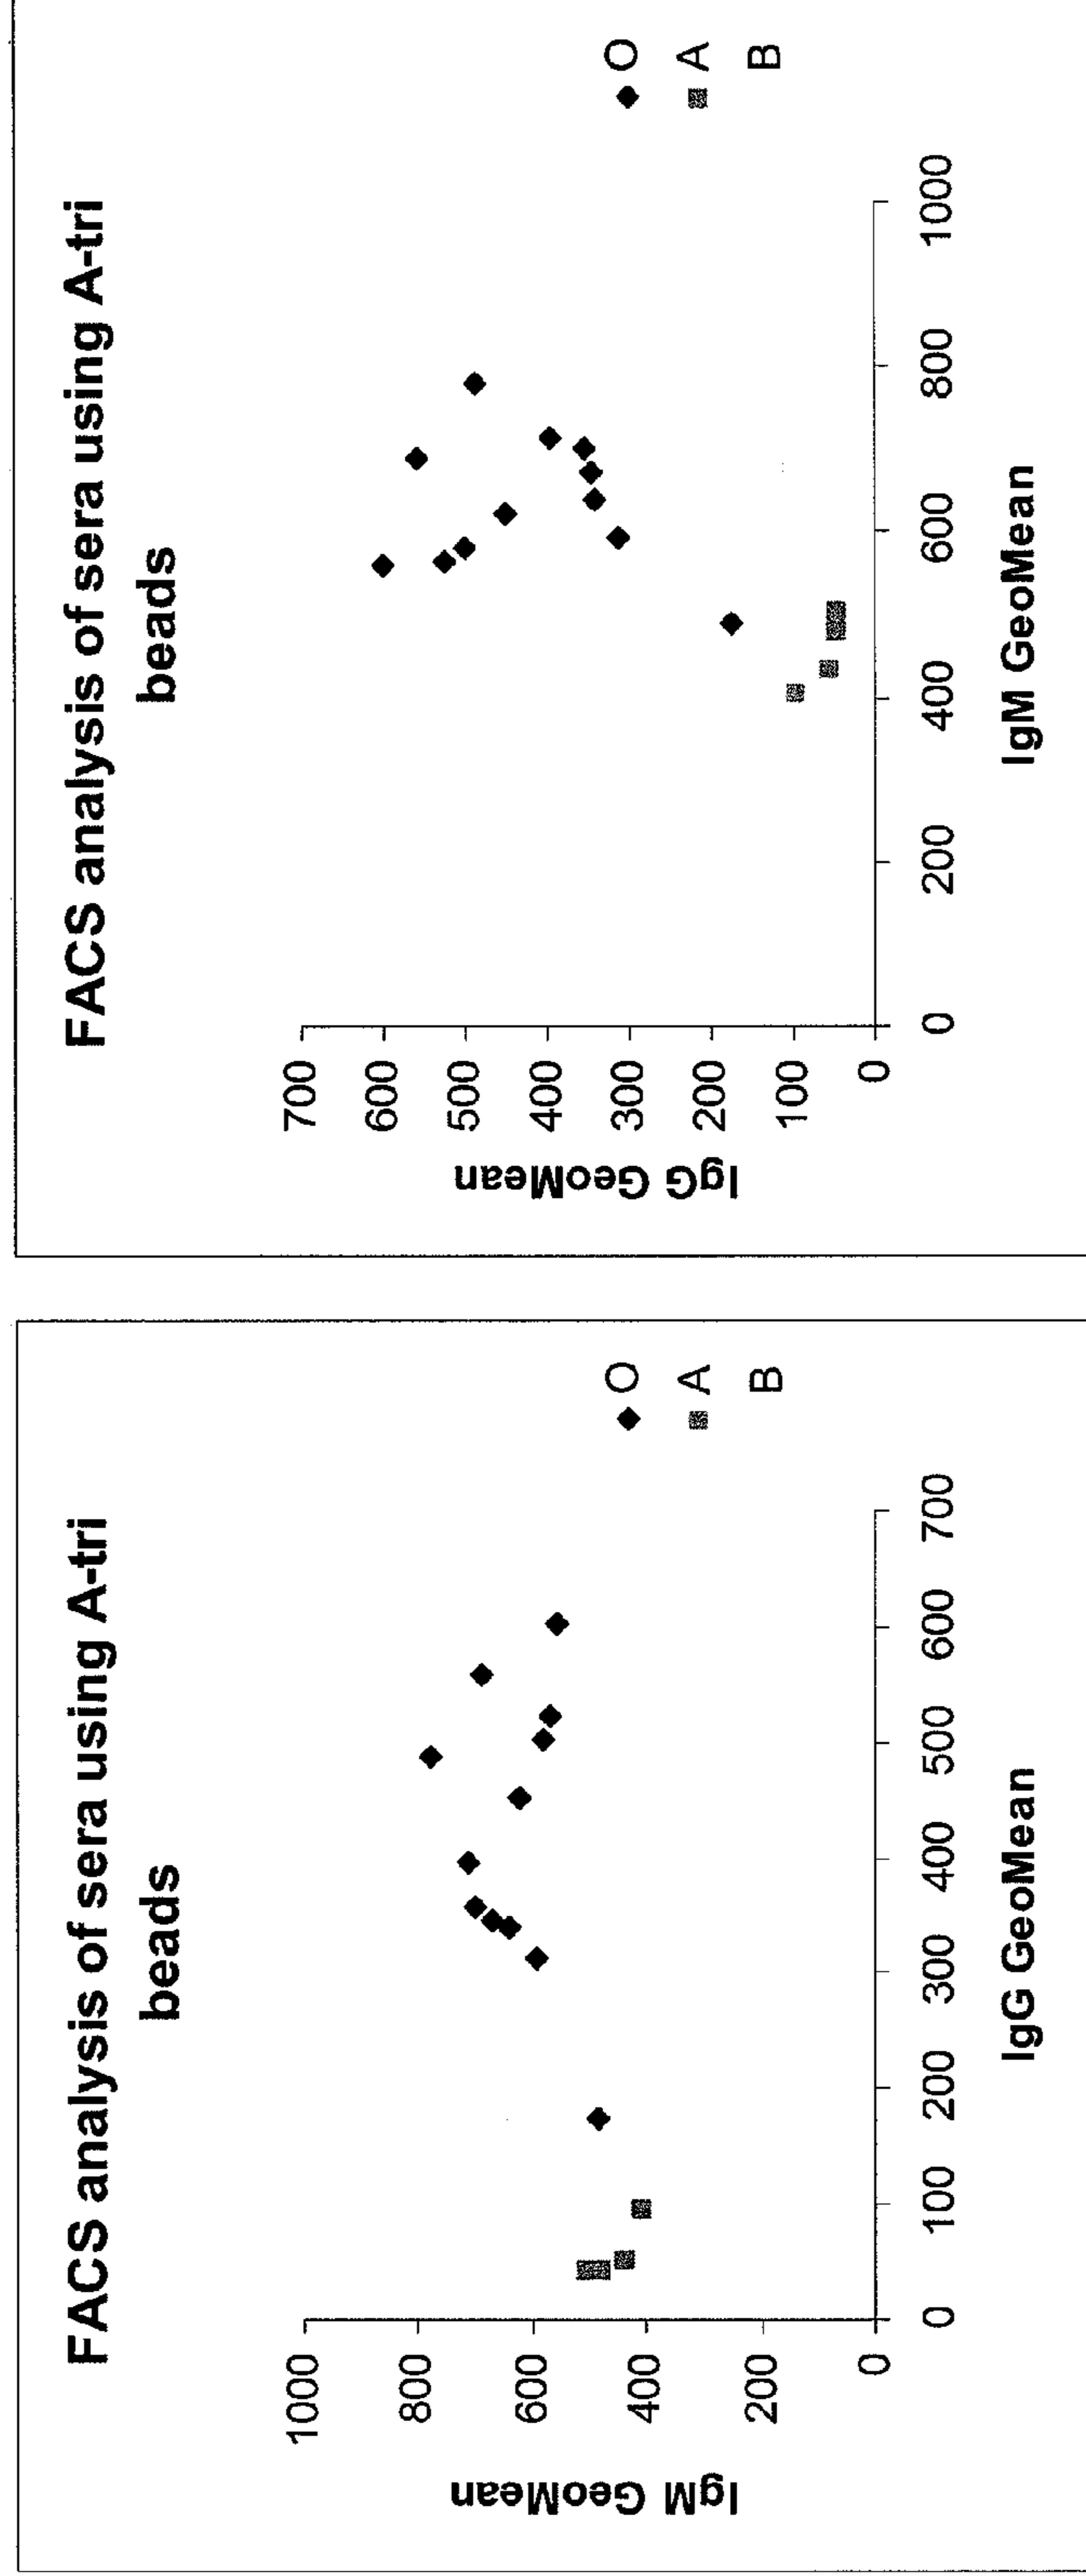 FACS analysis of sera using A-tri
beads
IgM GeoMean
1000
800
600
400
200
0
0 100 200 300 400 500 600 700
IgG GeoMean
O
A
B
FACS analysis of sera using A-tri
beads
IgG GeoMean
700
600
500
400
300
200
100
0
0 200 400 600 800 1000
IgM GeoMean
O
A
B